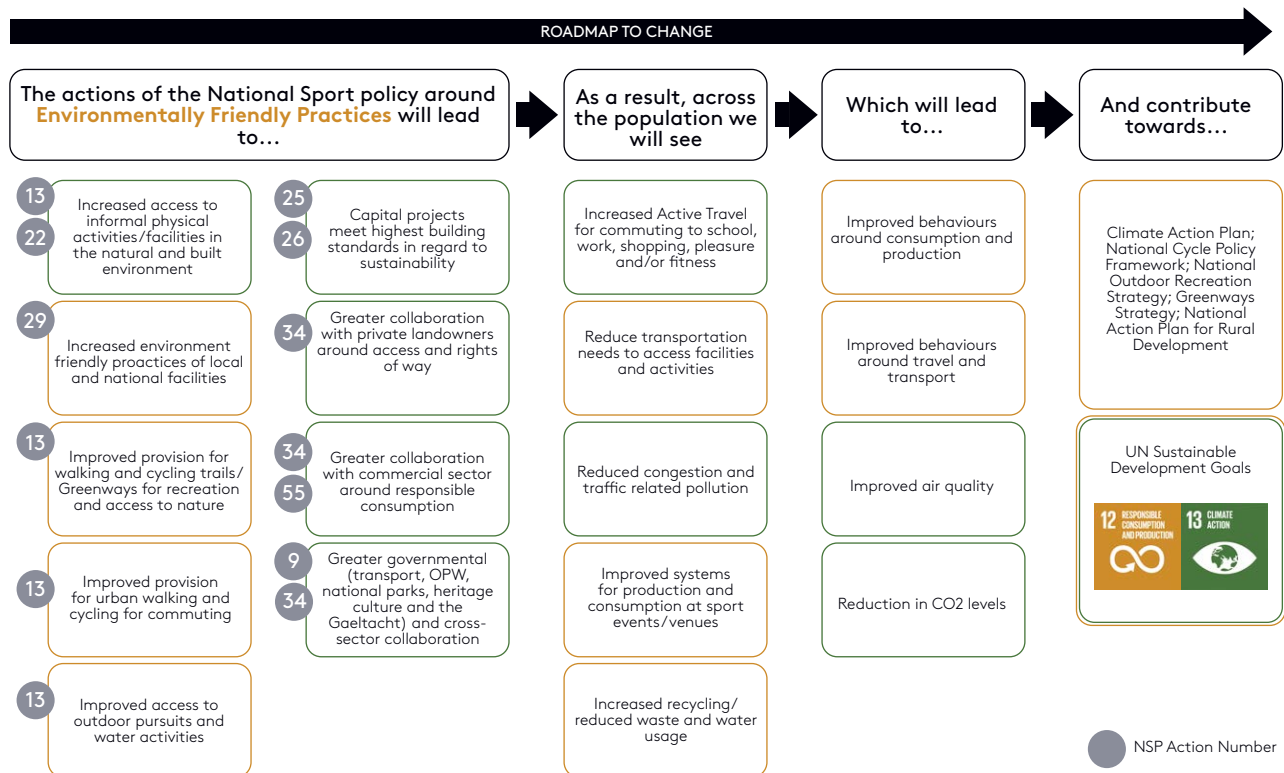 ROADMAP TO CHANGE
The actions of the National Sport policy around
Environmentally Friendly Practices will lead
to...
As a result, across
the population we
will see
Which will lead
to...
And contribute
towards...
13
22
Increased access to
informal physical
activities/facilities in
the natural and built
environment
29
Increased environment
friendly proactices of local
and national facilities
13
Improved provision for
walking and cycling trails/
Greenways for recreation
and access to nature
13
Improved provision
for urban walking and
cycling for commuting
13
Improved access to
outdoor pursuits and
water activities
25
26
Capital projects
meet highest building
standards in regard to
sustainability
34
Greater collaboration
with private landowners
around access and rights
of way
34
55
Greater collaboration
with commercial sector
around responsible
consumption
9
34
Greater governmental
(transport, OPW,
national parks, heritage
culture and the
Gaeltacht) and cross-
sector collaboration
Increased Active Travel
for commuting to school,
work, shopping, pleasure
and/or fitness
Reduce transportation
needs to access facilities
and activities
Reduced congestion and
traffic related pollution
Improved systems
for production and
consumption at sport
events/venues
Increased recycling/
reduced waste and water
usage
Improved behaviours
around consumption and
production
Improved behaviours
around travel and
transport
Improved air quality
Reduction in CO2 levels
Climate Action Plan;
National Cycle Policy
Framework; National
Outdoor Recreation
Strategy; Greenways
Strategy; National
Action Plan for Rural
Development
UN Sustainable
Development Goals
12 RESPONSIBLE
CONSUMPTION
AND PRODUCTION
13 CLIMATE
ACTION
NSP Action Number